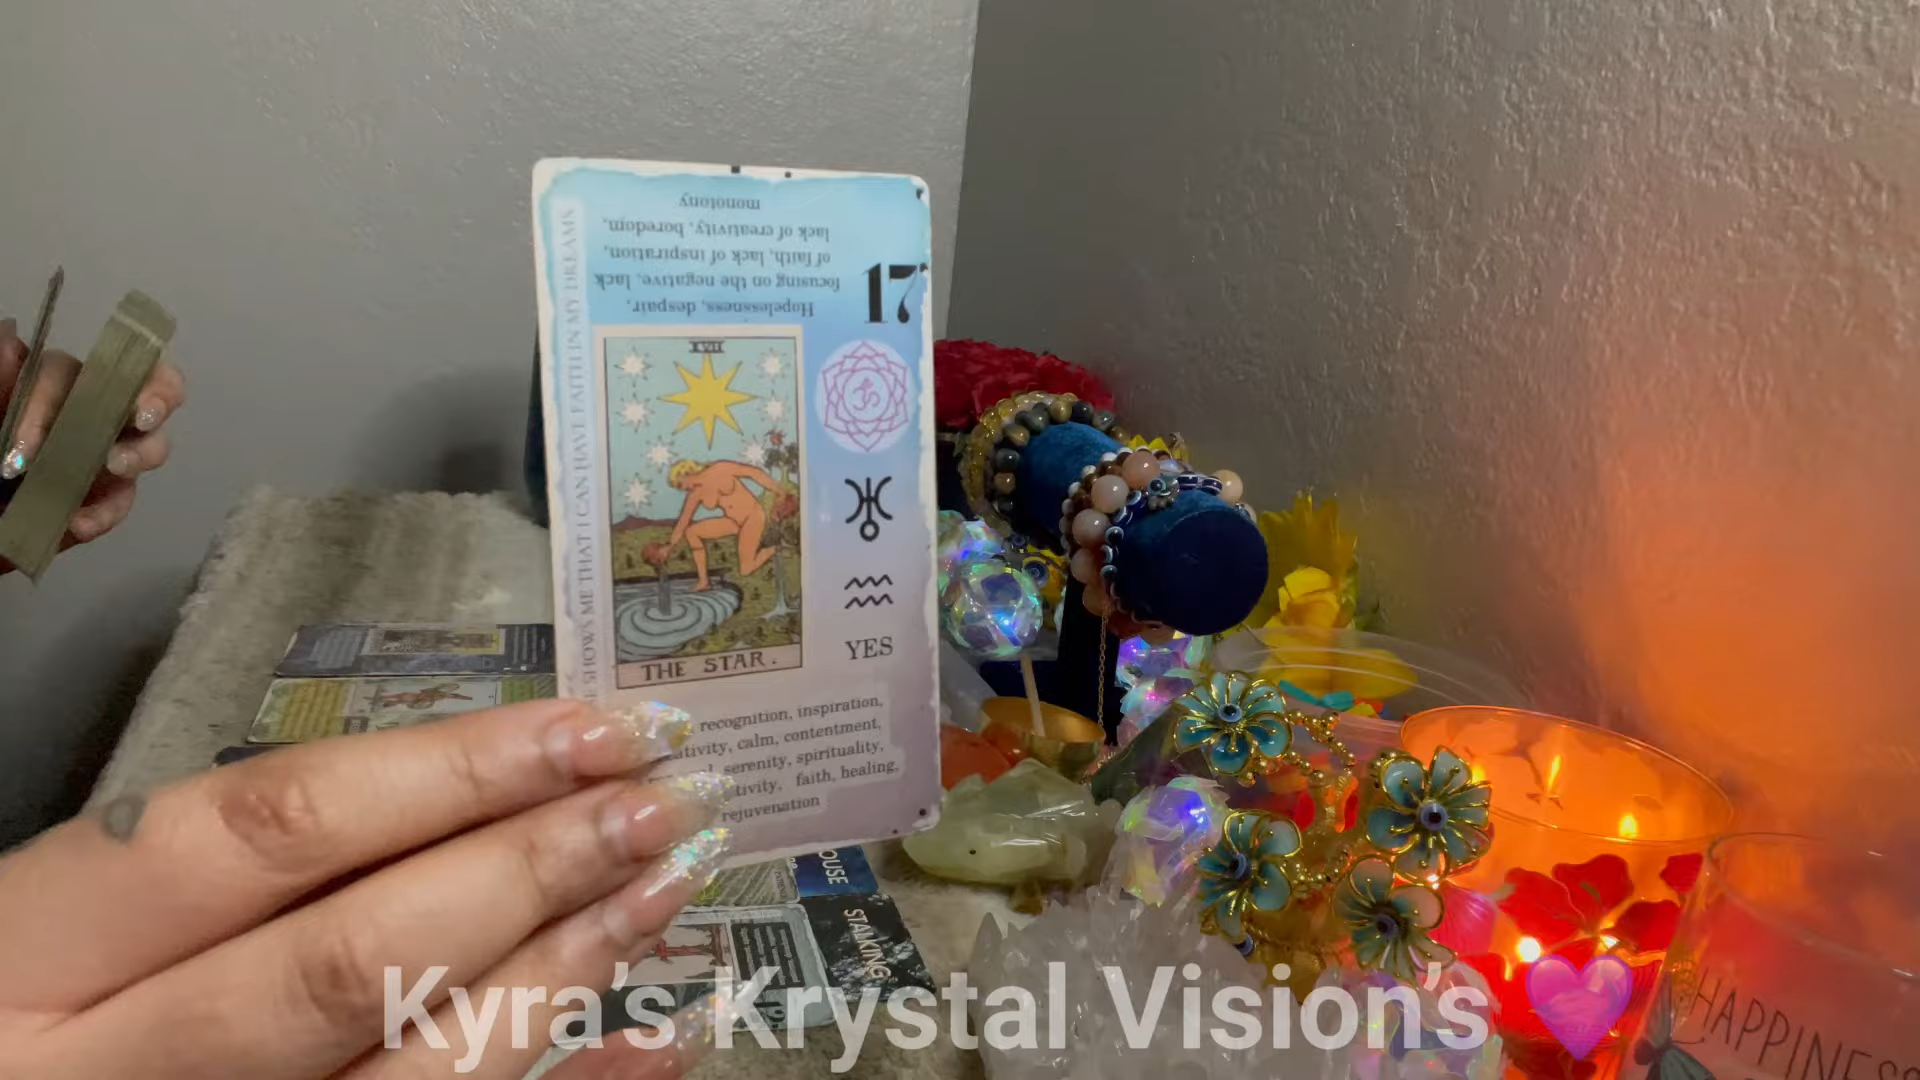 monotony
lack of creativity, boredom,
of faith, lack of inspiration,
focusing on the negative, lack
Hopelessness, despair,
17
SHOWS ME THAT I CAN HAVE FAITH IN MY DREAMS
XVII
THE STAR.
YES
recognition, inspiration,
calm, contentment,
serenity, spirituality,
faith, healing,
rejuvenation
STALKING
HAPPINESS
Kyra’s Krystal Vision’s 💜